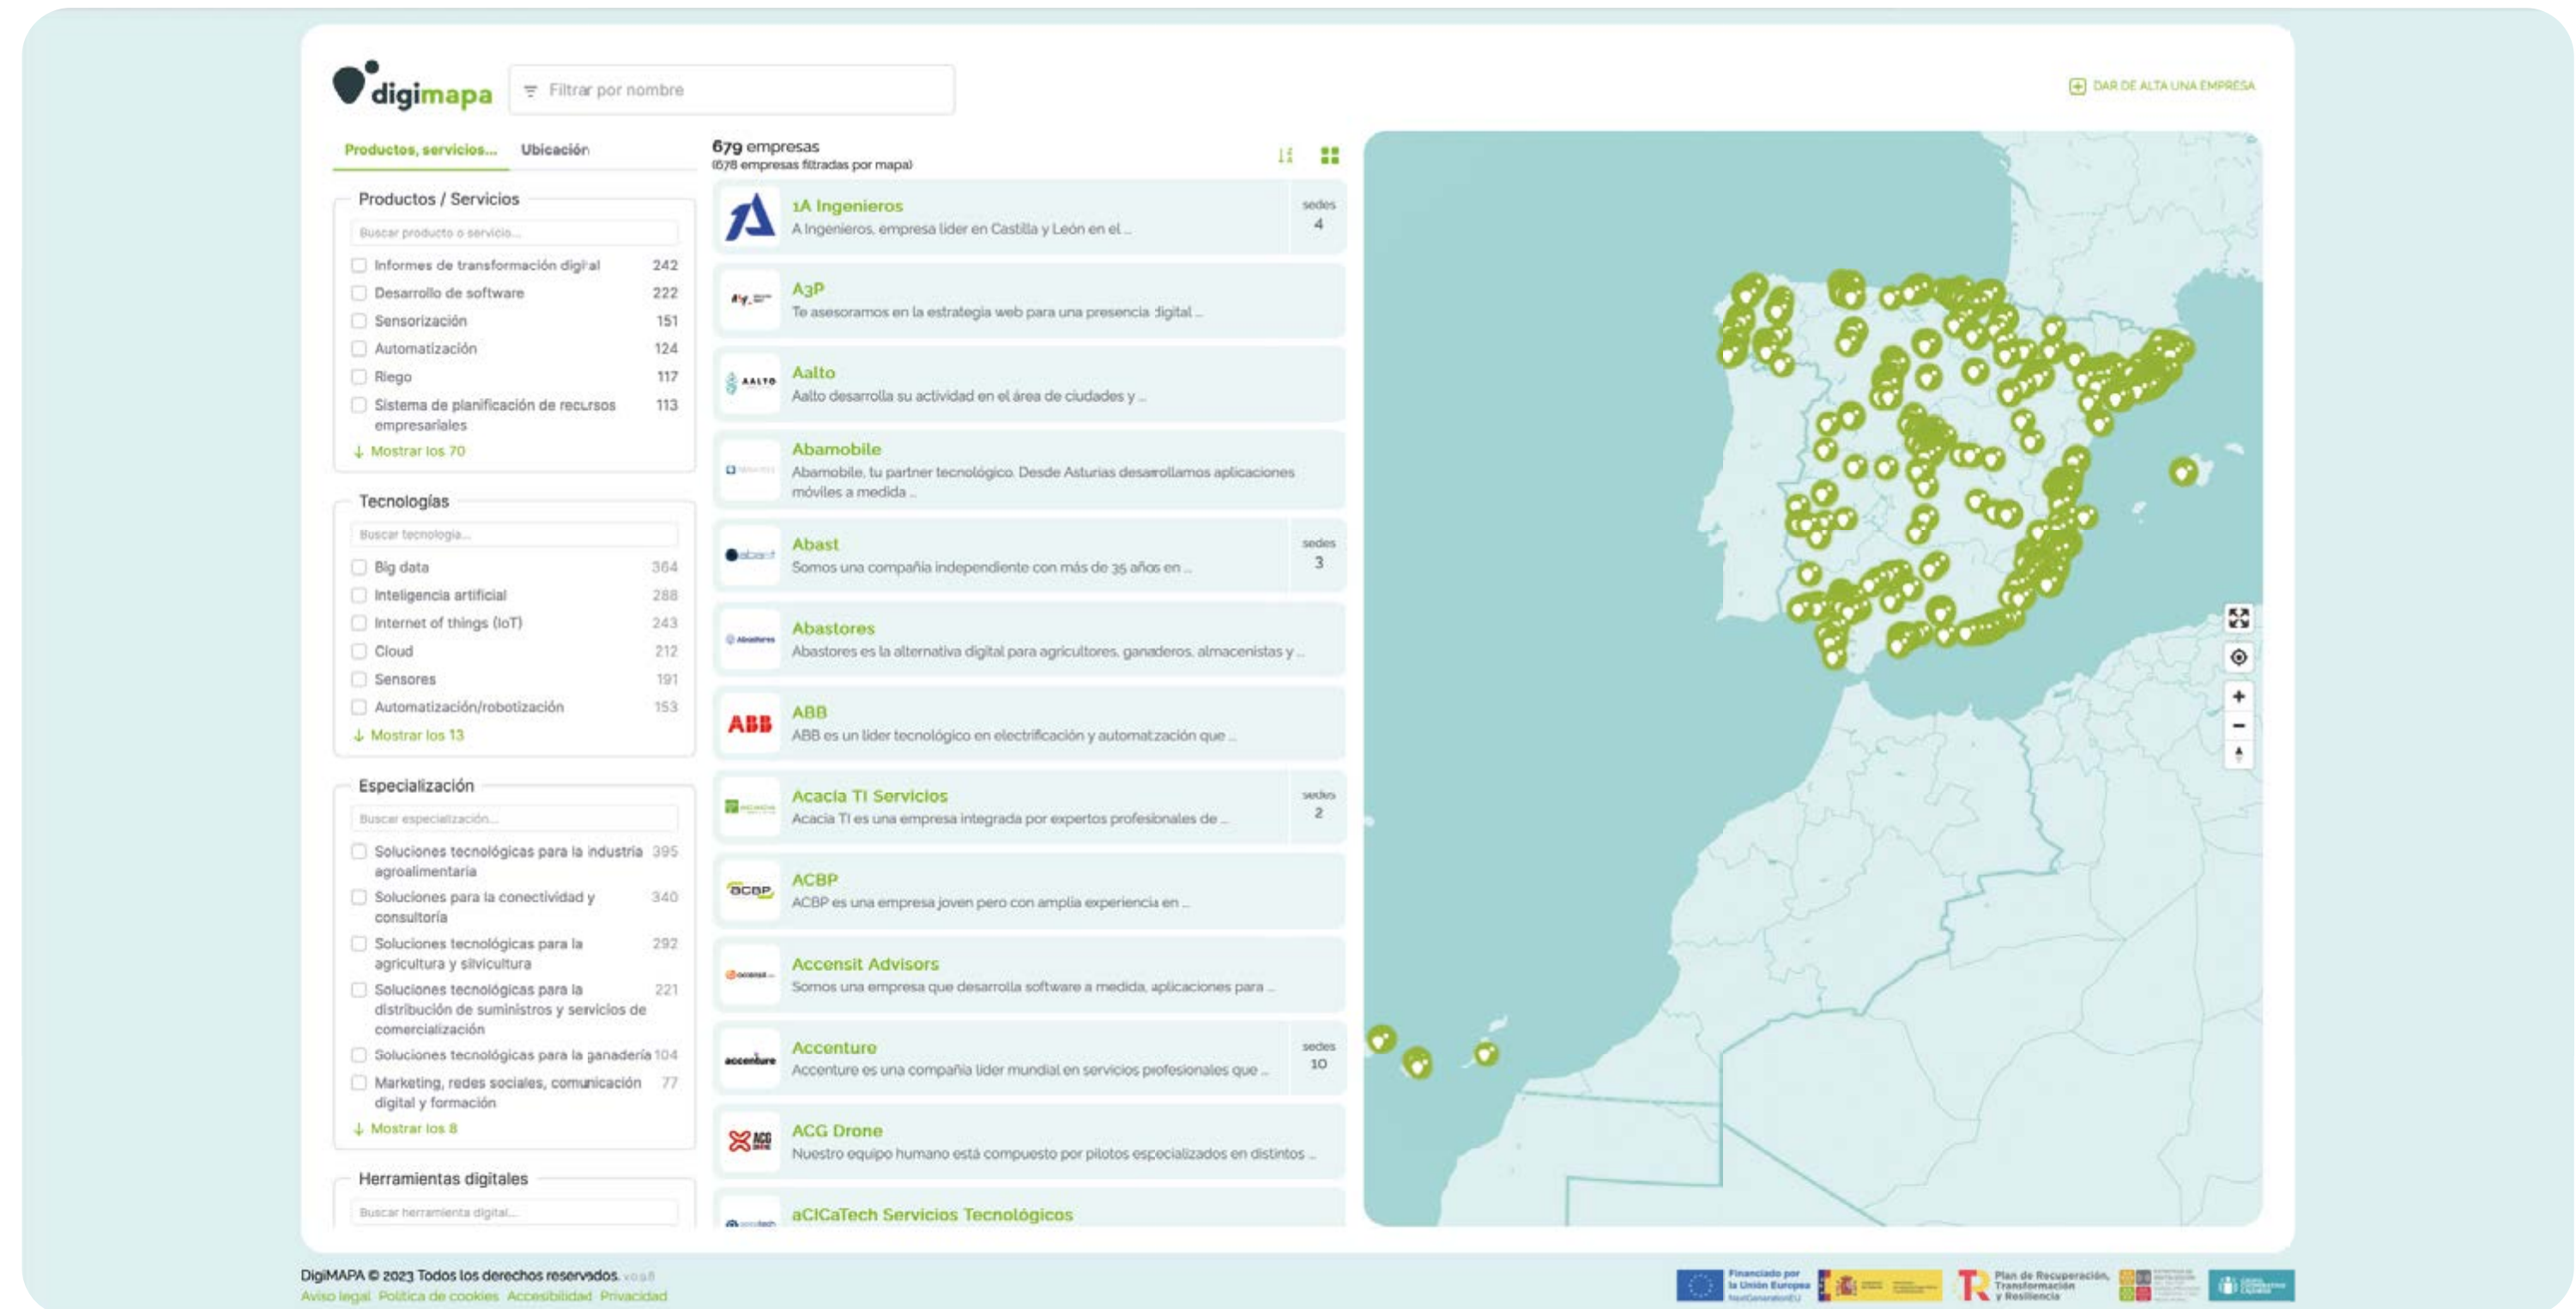 digimapa
Filtrar por nombre
DAR DE ALTA UNA EMPRESA
Productos, servicios...
Ubicación
Productos / Servicios
Buscar producto o servicio...
Informes de transformación digital 242
Desarrollo de software 222
Sensorización 151
Automatización 124
Riego 117
Sistema de planificación de recursos 113
empresariales
Mostrar los 70
Tecnologías
Buscar tecnología...
Big data 364
Inteligencia artificial 288
Internet of things (IoT) 243
Cloud 212
Sensores 191
Automatización/robotización 153
Mostrar los 13
Especialización
Buscar especialización...
Soluciones tecnológicas para la industria 395
agroalimentaria
Soluciones para la conectividad y 340
consultoría
Soluciones tecnológicas para la 292
agricultura y silvicultura
Soluciones tecnológicas para la 221
distribución de suministros y servicios de
comercialización
Soluciones tecnológicas para la ganadería 104
Marketing, redes sociales, comunicación 77
digital y formación
Mostrar los 8
Herramientas digitales
Buscar herramienta digital...
679 empresas
(678 empresas filtradas por mapa)
1A Ingenieros
A Ingenieros, empresa líder en Castilla y León en el ...
sedes
4
A3P
Te asesoramos en la estrategia web para una presencia digital ...
AALTO
Aalto
Aalto desarrolla su actividad en el área de ciudades y ...
Abamobile
Abamobile, tu partner tecnológico. Desde Asturias desarrollamos aplicaciones
móviles a medida ...
abast
Abast
Somos una compañía independiente con más de 35 años en ...
sedes
3
Abastores
Abastores
Abastores es la alternativa digital para agricultores, ganaderos, almacenistas y ...
ABB
ABB
ABB es un líder tecnológico en electrificación y automatización que ...
Acacia TI Servicios
Acacia TI es una empresa integrada por expertos profesionales de ...
sedes
2
acbp
ACBP
ACBP es una empresa joven pero con amplia experiencia en ...
Accensit Advisors
Somos una empresa que desarrolla software a medida, aplicaciones para ...
accenture
Accenture
Accenture es una compañía líder mundial en servicios profesionales que ...
sedes
10
ACG
DRONE
ACG Drone
Nuestro equipo humano está compuesto por pilotos especializados en distintos ...
aCICaTech Servicios Tecnológicos
DigiMAPA © 2023 Todos los derechos reservados. v.0.9.8
Aviso legal Política de cookies Accesibilidad Privacidad
Financiado por
la Unión Europea
NextGenerationEU
Plan de Recuperación,
Transformación
y Resiliencia